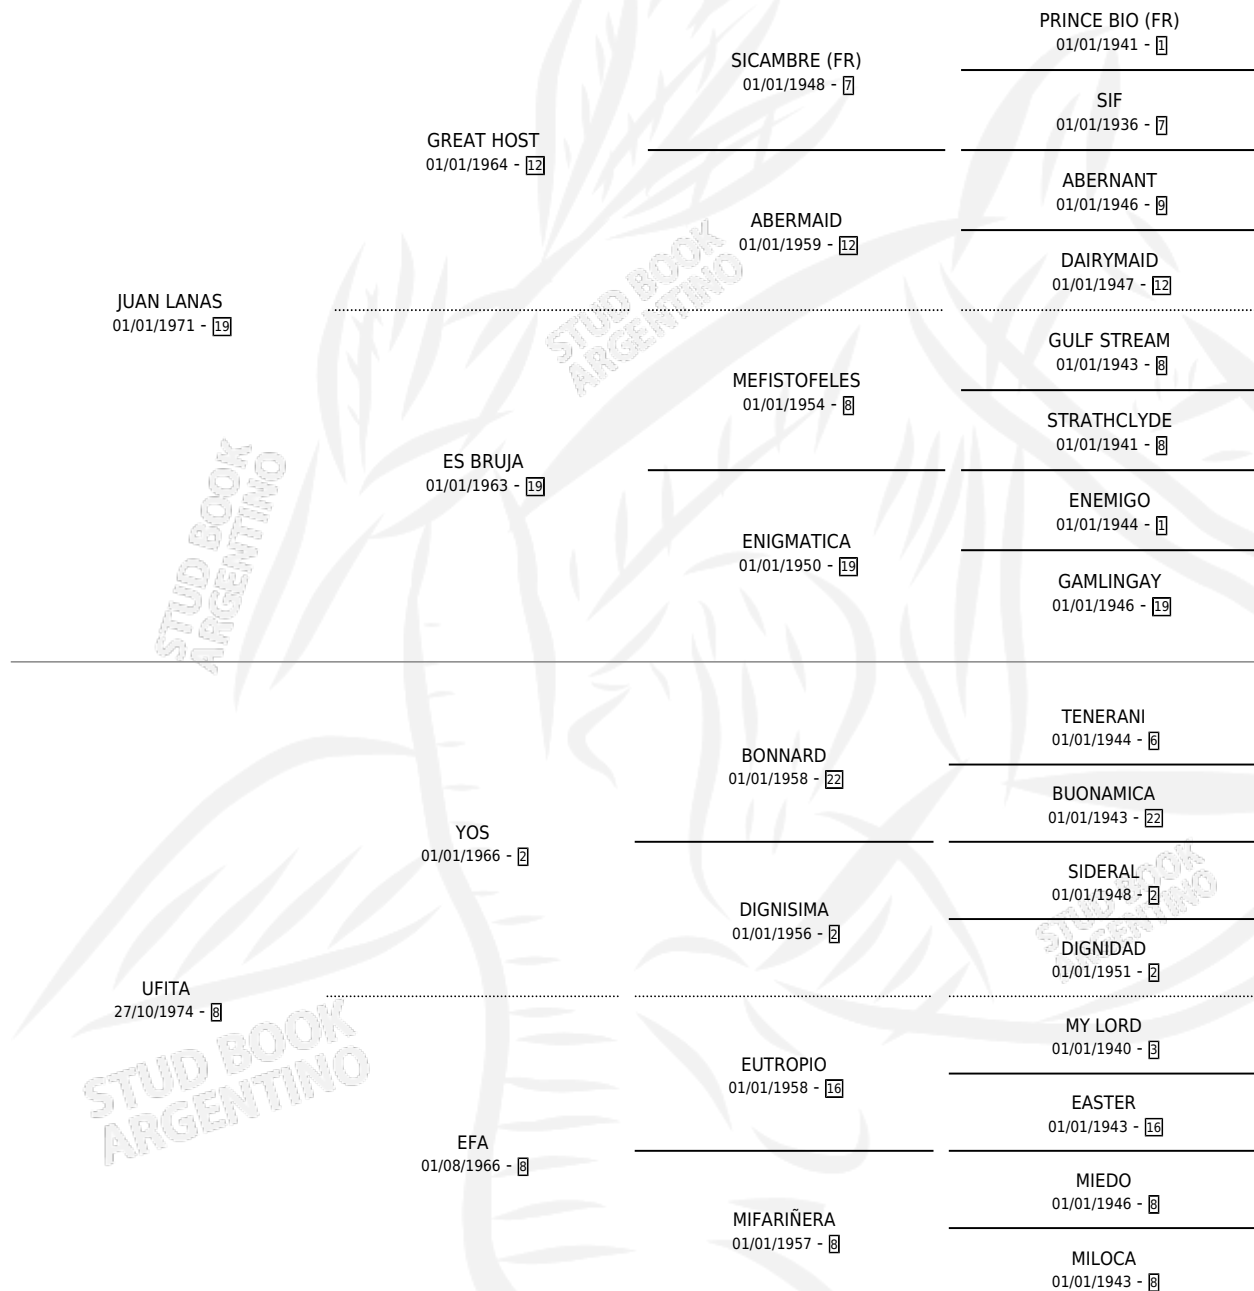 PRINCE BIO (FR)
01/01/1941 - 1
SICAMBRE (FR)
01/01/1948 - 7
SIF
01/01/1936 - 7
GREAT HOST
01/01/1964 - 12
ABERNANT
01/01/1946 - 9
ABERMAID
01/01/1959 - 12
DAIRYMAID
01/01/1947 - 12
JUAN LANAS
01/01/1971 - 19
GULF STREAM
01/01/1943 - 8
MEFISTOFELES
01/01/1954 - 8
STRATHCLYDE
01/01/1941 - 8
ES BRUJA
01/01/1963 - 19
ENEMIGO
01/01/1944 - 1
ENIGMATICA
01/01/1950 - 19
GAMLINGAY
01/01/1946 - 19
TENERANI
01/01/1944 - 6
BONNARD
01/01/1958 - 22
BUONAMICA
01/01/1943 - 22
YOS
01/01/1966 - 2
SIDERAL
01/01/1948 - 2
DIGNISIMA
01/01/1956 - 2
DIGNIDAD
01/01/1951 - 2
UFITA
27/10/1974 - 8
MY LORD
01/01/1940 - 3
EUTROPIO
01/01/1958 - 16
EASTER
01/01/1943 - 16
EFA
01/08/1966 - 8
MIEDO
01/01/1946 - 8
MIFARIÑERA
01/01/1957 - 8
MILOCA
01/01/1943 - 8
STUD BOOK
ARGENTINO
STUD BOOK
ARGENTINO
STUD BOOK
ARGENTINO
STUD BOOK
ARGENTINO